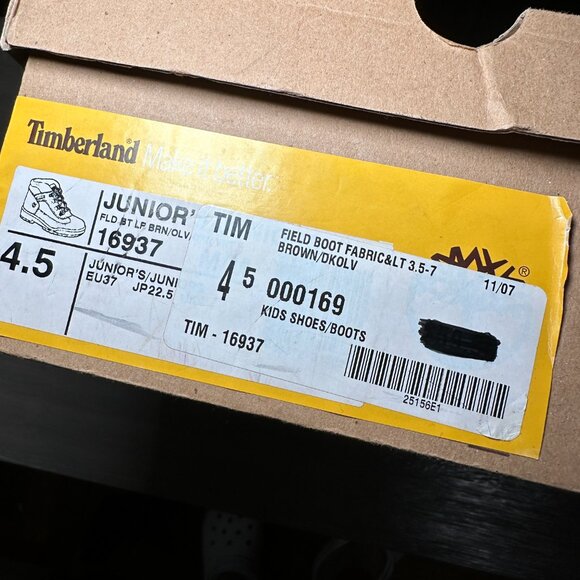 Timberland® Make it better.
JUNIOR'
FLD BT LF BRN/OLV/
16937
4.5
JUNIOR'S/JUNI
EU37 JP22.5
TIM
FIELD BOOT FABRIC&LT 3.5-7
BROWN/DKOLV
11/07
4 5
000169
KIDS SHOES/BOOTS
TIM - 16937
25156E1